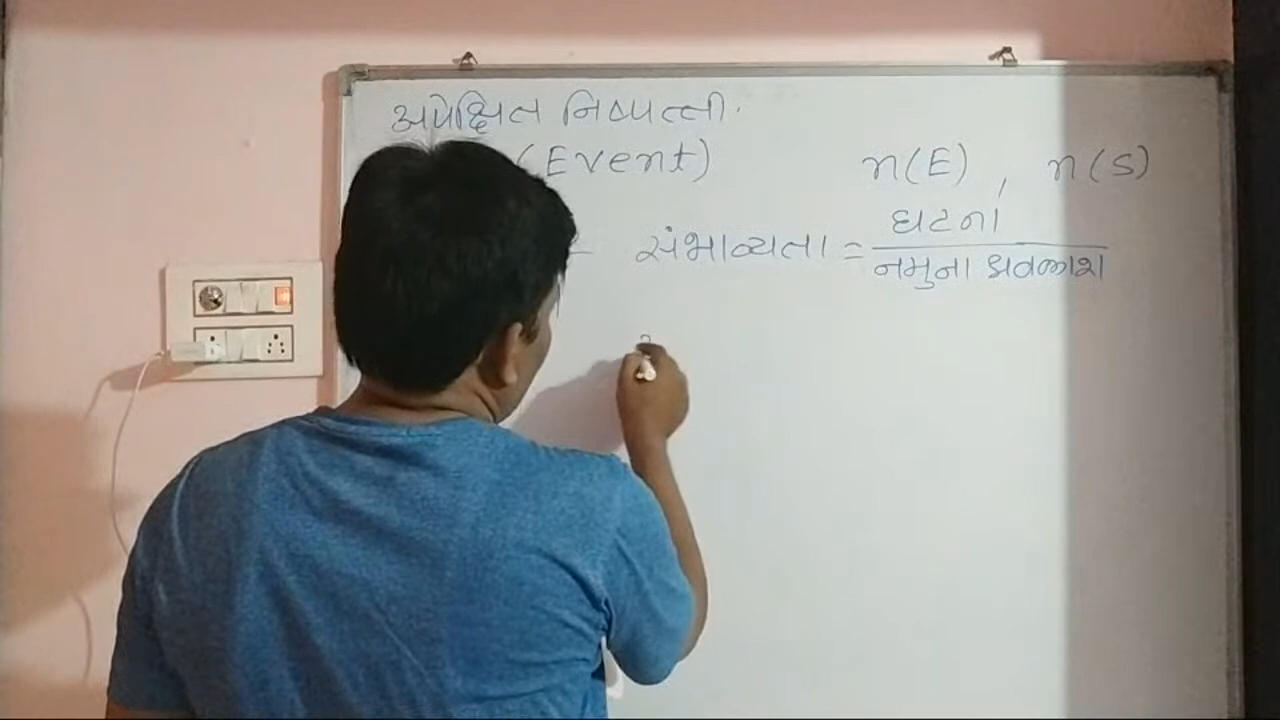 અપેક્ષિત નિષ્પત્તી.
(Event) n(E) , n(S)
– સંભાવ્યતા = ઘટના
નમુના અવકાશ